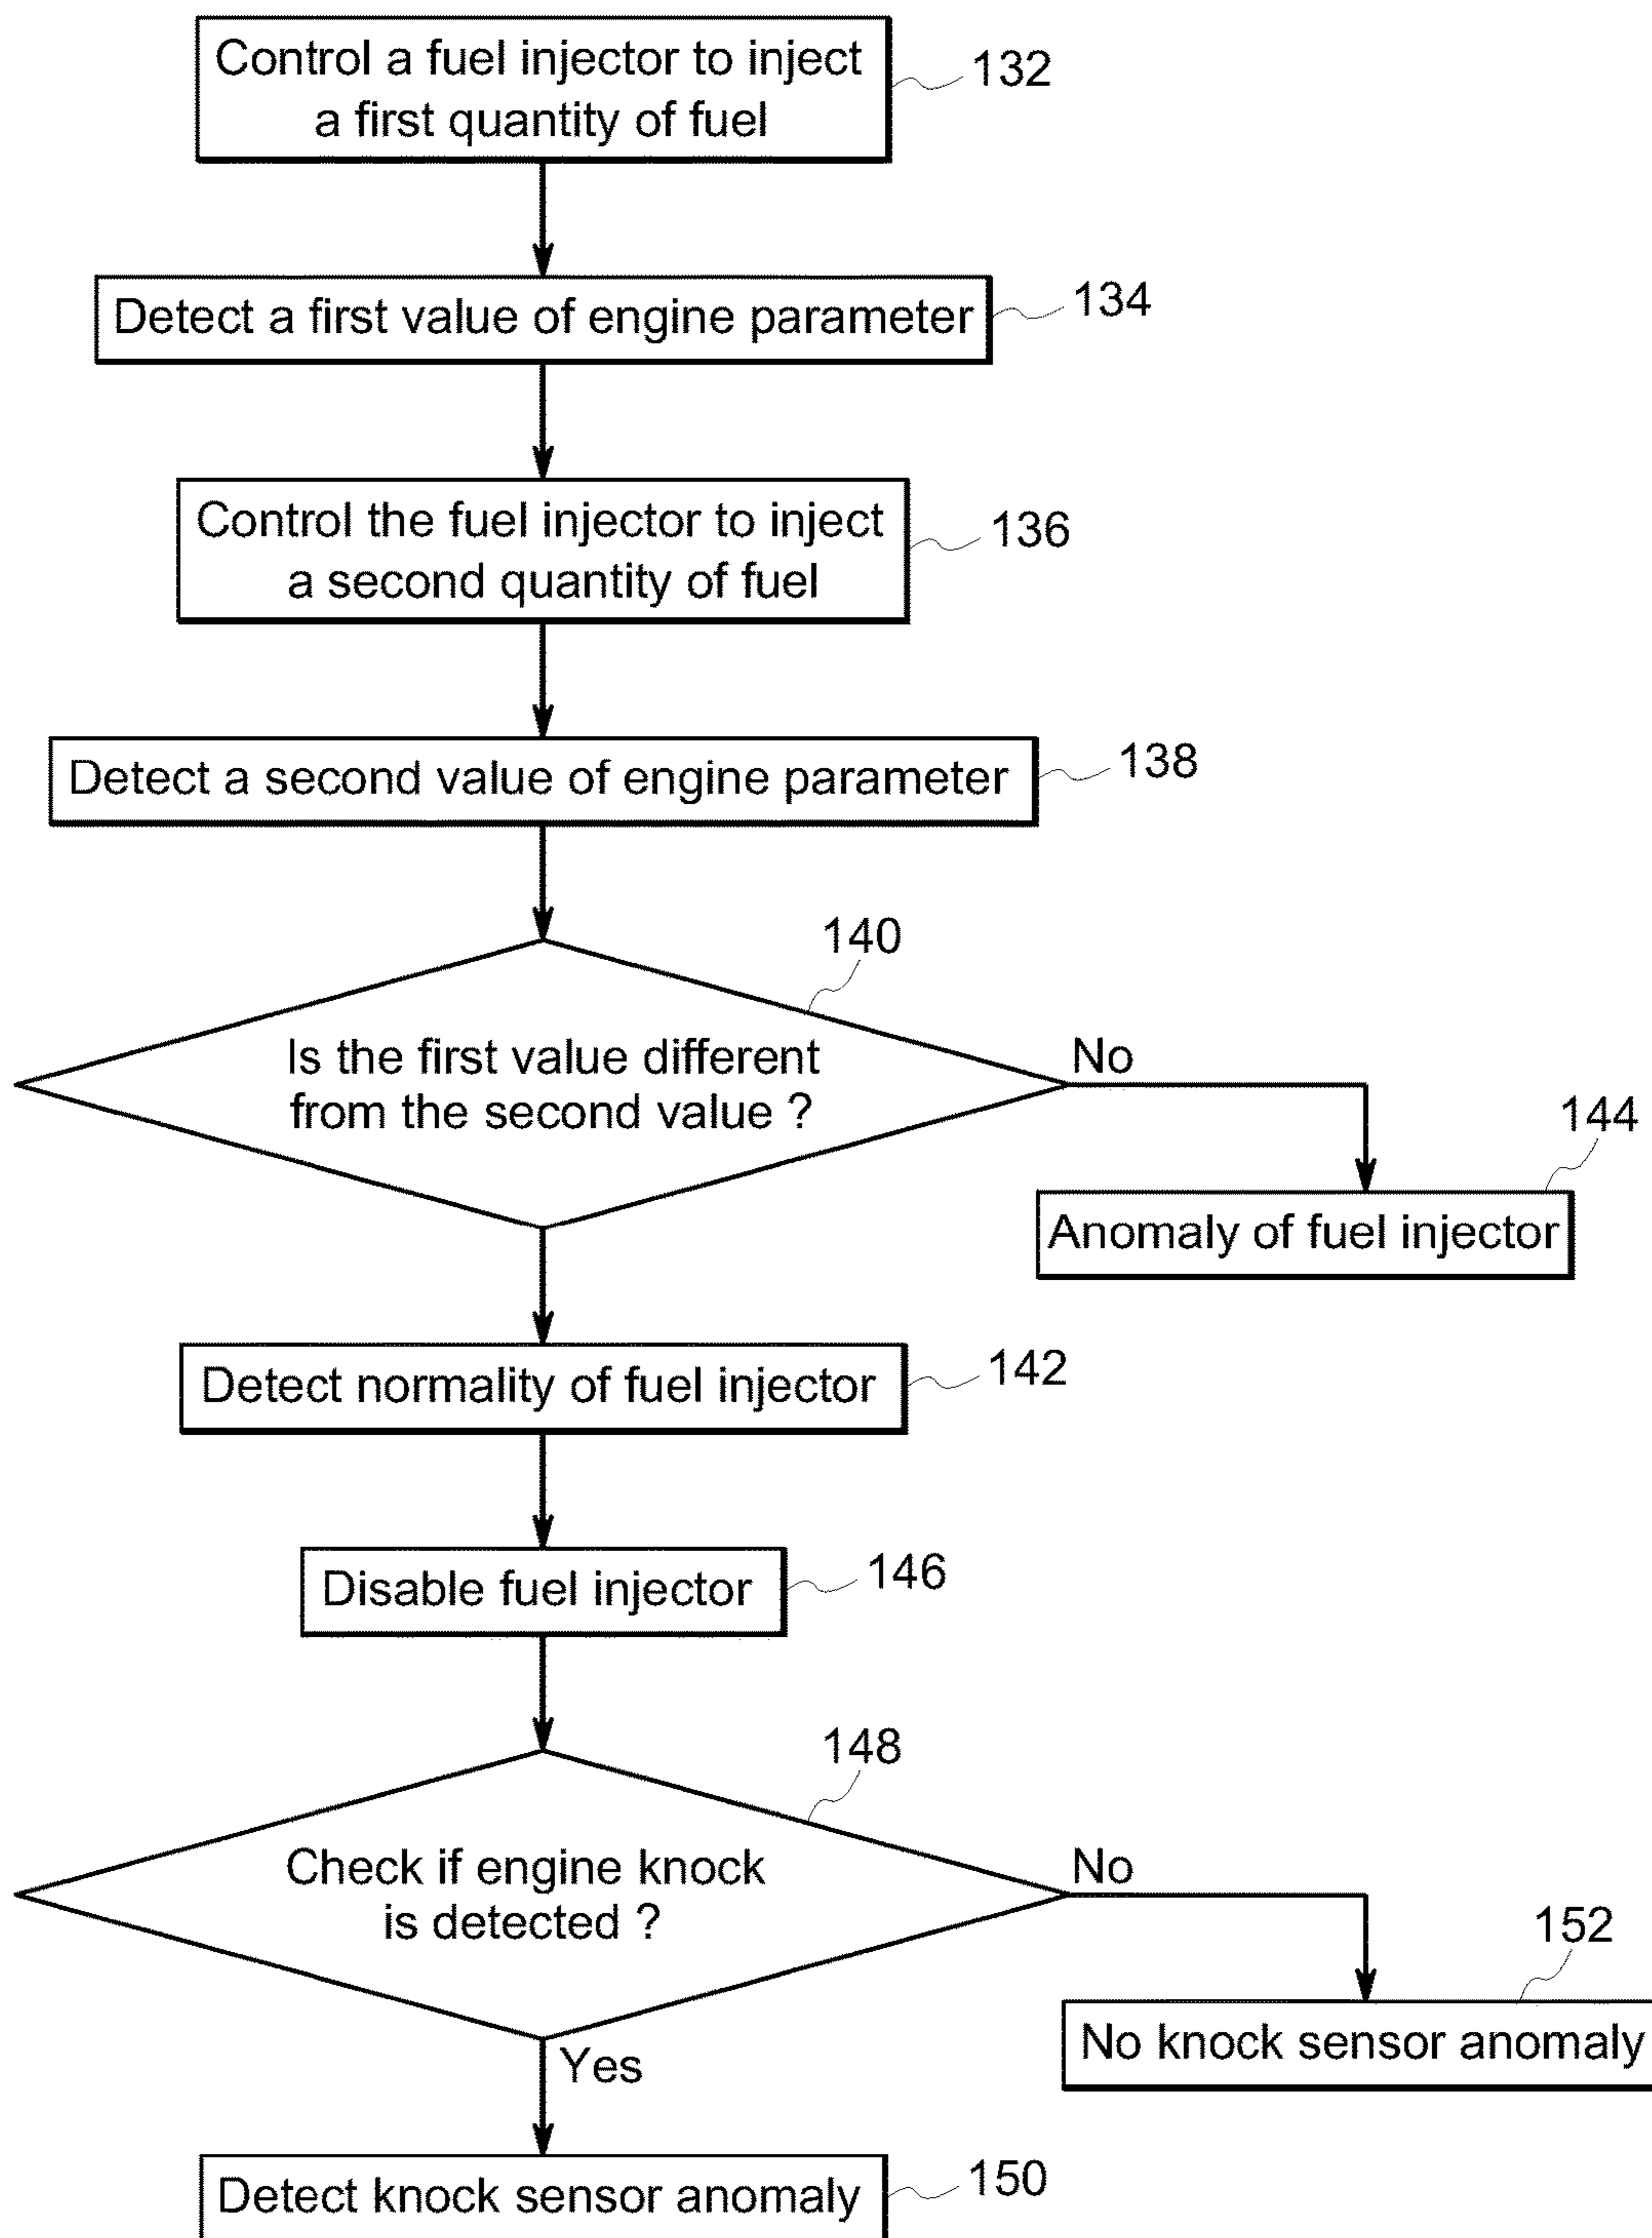 Control a fuel injector to inject
a first quantity of fuel
132
Detect a first value of engine parameter
134
Control the fuel injector to inject
a second quantity of fuel
136
Detect a second value of engine parameter
138
140
Is the first value different
from the second value ?
No
144
Anomaly of fuel injector
Detect normality of fuel injector
142
Disable fuel injector
146
148
Check if engine knock
is detected ?
No
152
No knock sensor anomaly
Yes
Detect knock sensor anomaly
150